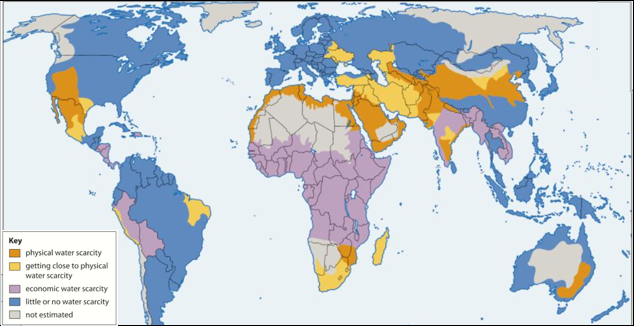 Key
physical water scarcity
getting close to physical
water scarcity
economic water scarcity
little or no water scarcity
not estimated